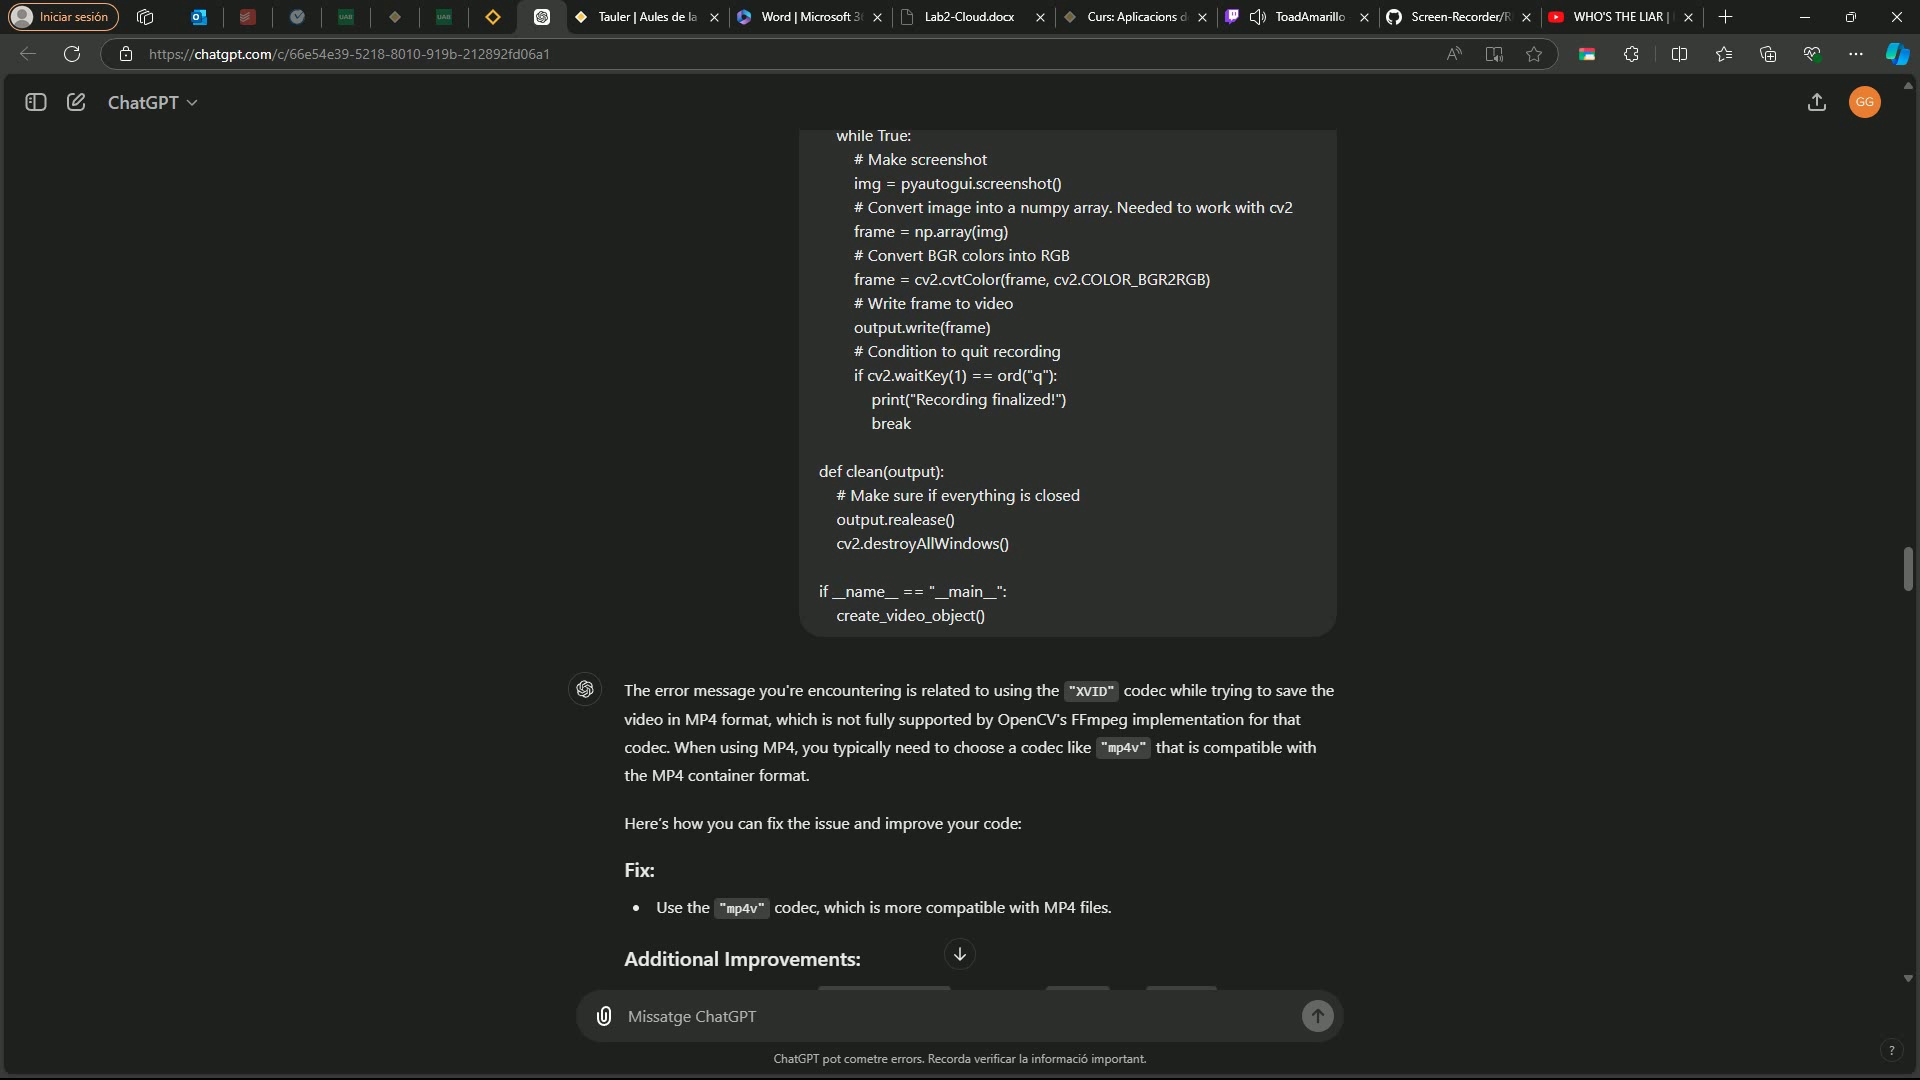 Iniciar sesión
UAB
UAB
Tauler | Aules de la
Word | Microsoft 3
Lab2-Cloud.docx
Curs: Aplicacions d
ToadAmarillo
Screen-Recorder/R
WHO'S THE LIAR |
https://chatgpt.com/c/66e54e39-5218-8010-919b-212892fd06a1
ChatGPT
GG
while True:
# Make screenshot
img = pyautogui.screenshot()
# Convert image into a numpy array. Needed to work with cv2
frame = np.array(img)
# Convert BGR colors into RGB
frame = cv2.cvtColor(frame, cv2.COLOR_BGR2RGB)
# Write frame to video
output.write(frame)
# Condition to quit recording
if cv2.waitKey(1) == ord("q"):
print("Recording finalized!")
break
def clean(output):
# Make sure if everything is closed
output.realease()
cv2.destroyAllWindows()
if __name__ == "__main__":
create_video_object()
The error message you're encountering is related to using the "XVID" codec while trying to save the
video in MP4 format, which is not fully supported by OpenCV's FFmpeg implementation for that
codec. When using MP4, you typically need to choose a codec like "mp4v" that is compatible with
the MP4 container format.
Here's how you can fix the issue and improve your code:
Fix:
• Use the "mp4v" codec, which is more compatible with MP4 files.
Additional Improvements:
Missatge ChatGPT
ChatGPT pot cometre errors. Recorda verificar la informació important.
?